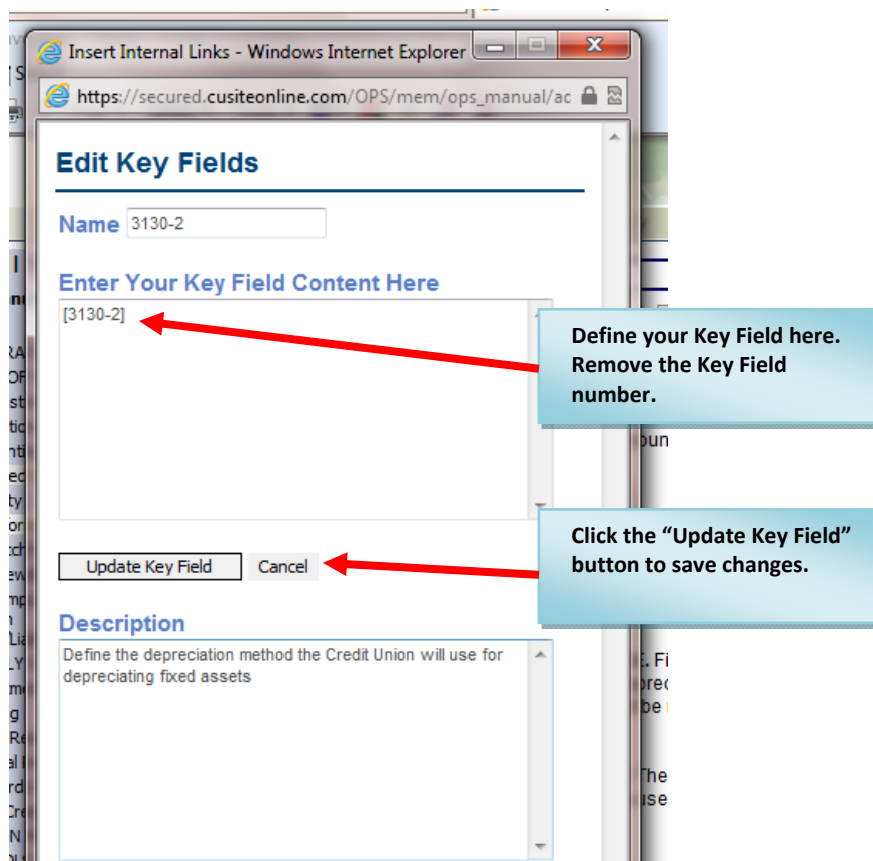 Insert Internal Links - Windows Internet Explorer
https://secured.cusiteonline.com/OPS/mem/ops_manual/ac
Edit Key Fields
Name 3130-2
Enter Your Key Field Content Here
[3130-2]
Define your Key Field here.
Remove the Key Field
number.
Click the “Update Key Field”
button to save changes.
Update Key Field Cancel
Description
Define the depreciation method the Credit Union will use for
depreciating fixed assets
E. Fi
The